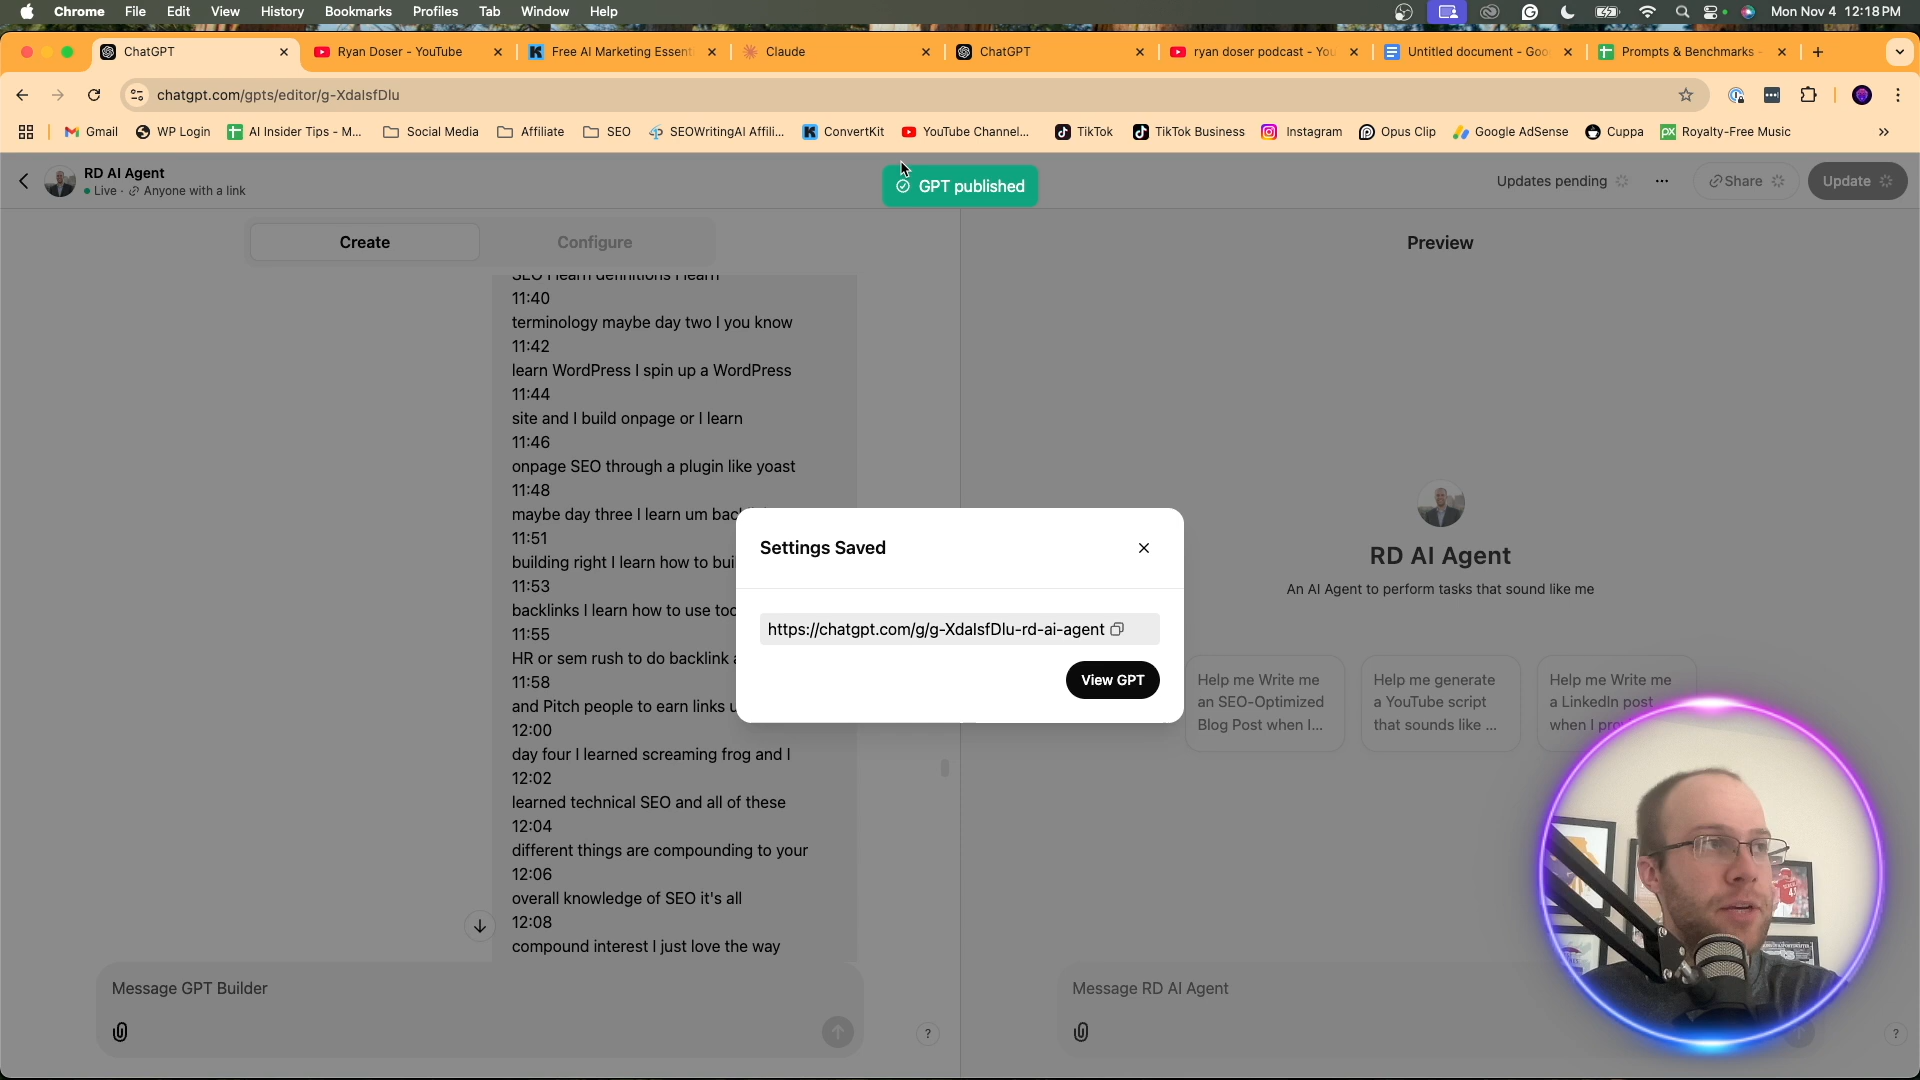 Chrome File Edit View History Bookmarks Profiles Tab Window Help Mon Nov 4 12:18 PM
ChatGPT Ryan Doser - YouTube Free AI Marketing Essent Claude ChatGPT ryan doser podcast - You Untitled document - Goo Prompts & Benchmarks -
chatgpt.com/gpts/editor/g-XdalsfDlu
Gmail WP Login AI Insider Tips - M... Social Media Affiliate SEO SEOWritingAI Affili... ConvertKit YouTube Channel... TikTok TikTok Business Instagram Opus Clip Google AdSense Cuppa Royalty-Free Music
RD AI Agent
Live · Anyone with a link
GPT published
Updates pending Share Update
Create Configure
Preview
SEO I learn definitions I learn
11:40
terminology maybe day two I you know
11:42
learn WordPress I spin up a WordPress
11:44
site and I build onpage or I learn
11:46
onpage SEO through a plugin like yoast
11:48
maybe day three I learn um
11:51
building right I learn how to
11:53
backlinks I learn how to use
11:55
HR or sem rush to do backlink
11:58
and Pitch people to earn links
12:00
day four I learned screaming frog and I
12:02
learned technical SEO and all of these
12:04
different things are compounding to your
12:06
overall knowledge of SEO it's all
12:08
compound interest I just love the way
Message GPT Builder
?
Settings Saved
https://chatgpt.com/g/g-XdalsfDlu-rd-ai-agent
View GPT
RD AI Agent
An AI Agent to perform tasks that sound like me
Help me Write me
an SEO-Optimized
Blog Post when I...
Help me generate
a YouTube script
that sounds like ...
Help me Write me
a LinkedIn post
when I
Message RD AI Agent
?